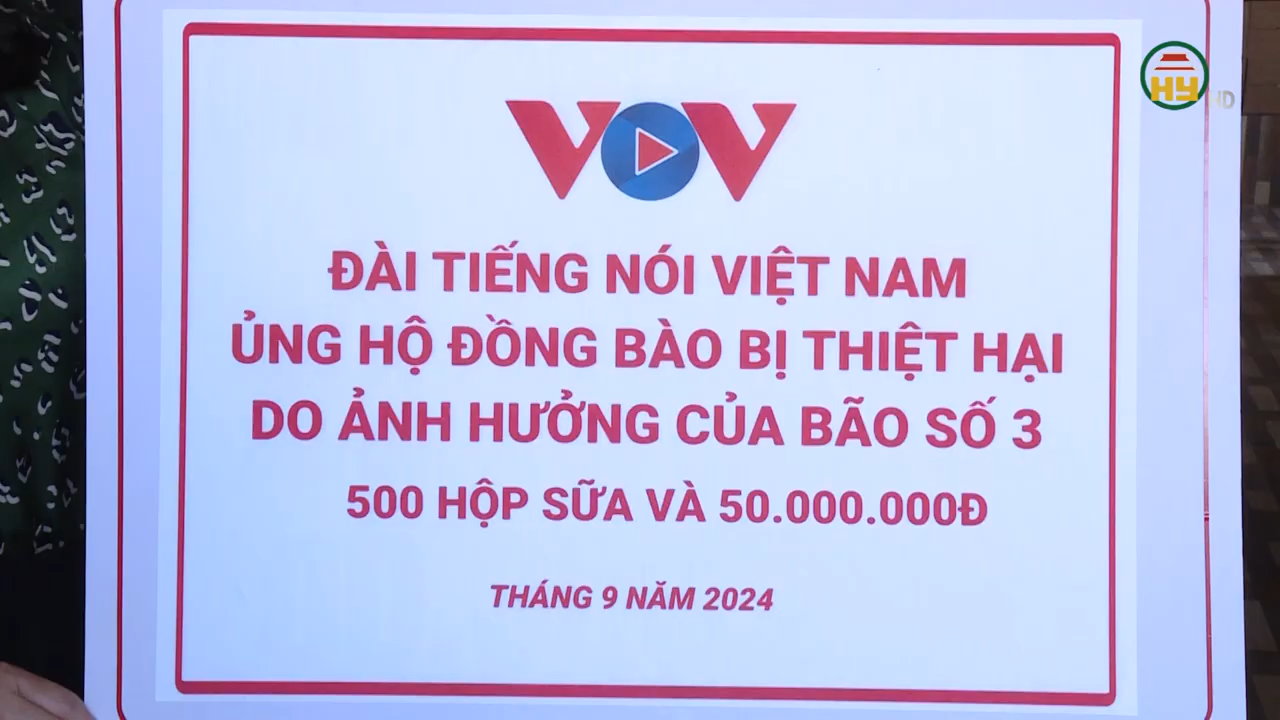 HY HD
VOV
ĐÀI TIẾNG NÓI VIỆT NAM
ỦNG HỘ ĐỒNG BÀO BỊ THIỆT HẠI
DO ẢNH HƯỞNG CỦA BÃO SỐ 3
500 HỘP SỮA VÀ 50.000.000Đ
THÁNG 9 NĂM 2024